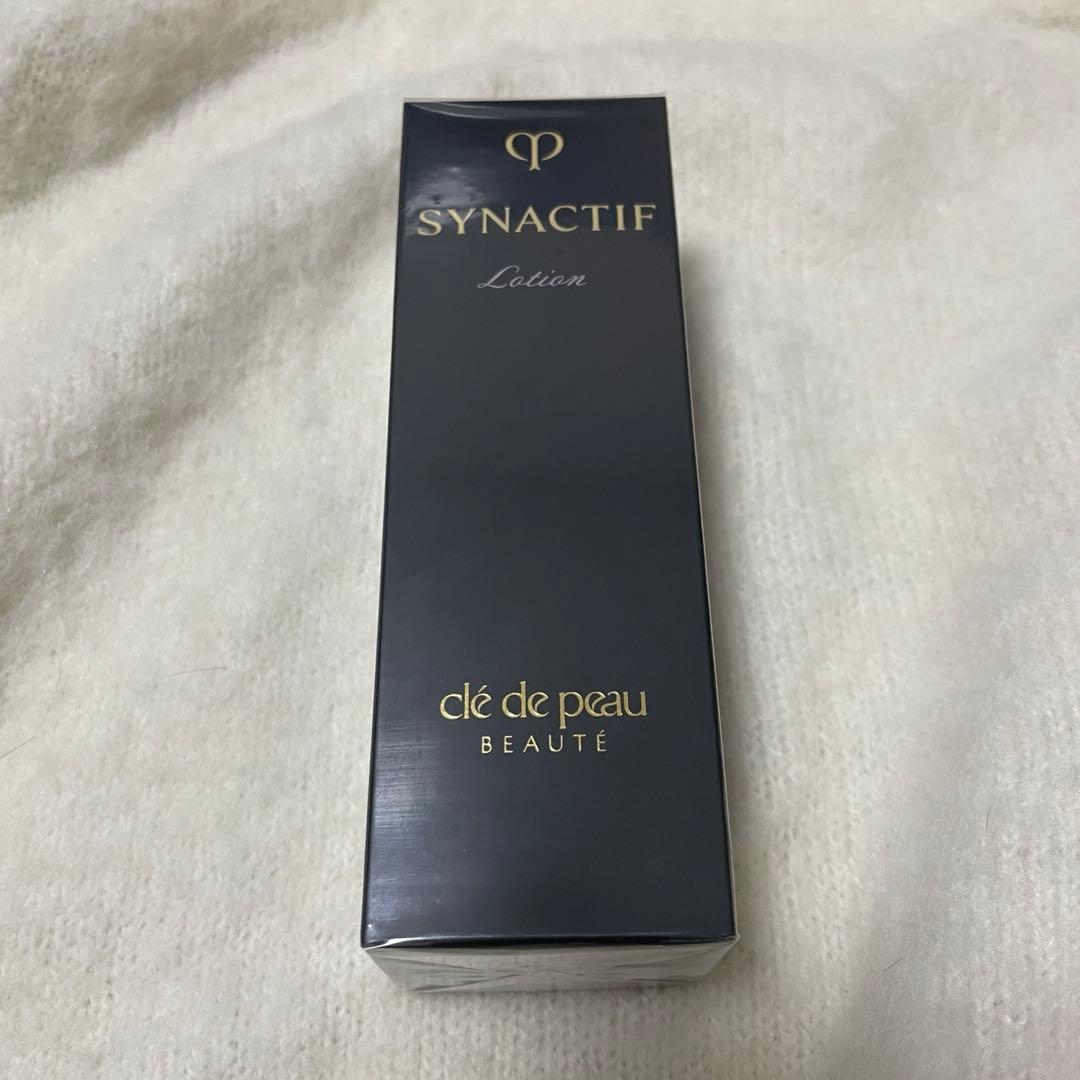 SYNACTIF
Lotion
clé de peau
BEAUTÉ